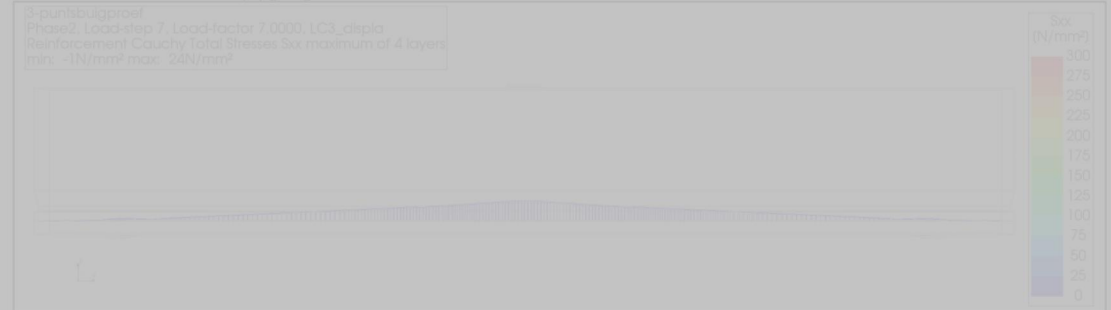 3-puntsbuigproef
Phase2, Load-step 7, Load-factor 7.0000, LC3_displa
Reinforcement Cauchy Total Stresses Sxx maximum of 4 layers
min: -1N/mm² max: 24N/mm²
Sxx
(N/mm²)
300
275
250
225
200
175
150
125
100
75
50
25
0